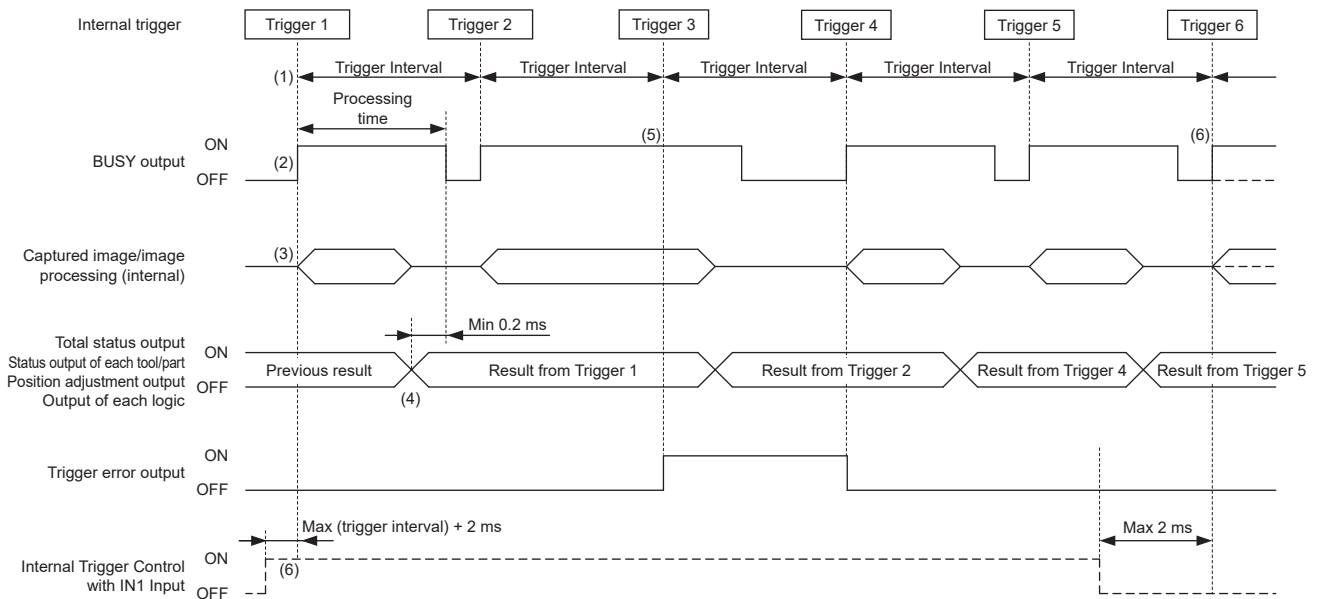 Internal trigger
Trigger 1
Trigger 2
Trigger 3
Trigger 4
Trigger 5
Trigger 6
(1)
Trigger Interval
Trigger Interval
Trigger Interval
Trigger Interval
Trigger Interval
Processing
time
BUSY output
ON
OFF
(2)
(5)
(6)
Captured image/image
processing (internal)
(3)
Min 0.2 ms
Total status output
Status output of each tool/part
Position adjustment output
Output of each logic
ON
OFF
Previous result
Result from Trigger 1
Result from Trigger 2
Result from Trigger 4
Result from Trigger 5
(4)
Trigger error output
ON
OFF
Max (trigger interval) + 2 ms
Max 2 ms
Internal Trigger Control
with IN1 Input
ON
OFF
(6)